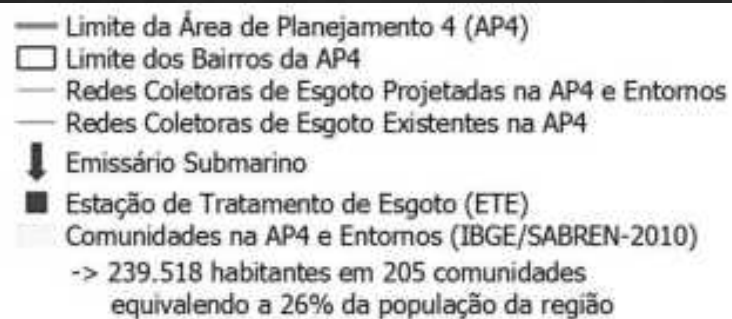 Limite da Área de Planejamento 4 (AP4)
Limite dos Bairros da AP4
Redes Coletoras de Esgoto Projetadas na AP4 e Entornos
Redes Coletoras de Esgoto Existentes na AP4
Emissário Submarino
Estação de Tratamento de Esgoto (ETE)
Comunidades na AP4 e Entornos (IBGE/SABREN-2010)
-> 239.518 habitantes em 205 comunidades
equivalendo a 26% da população da região